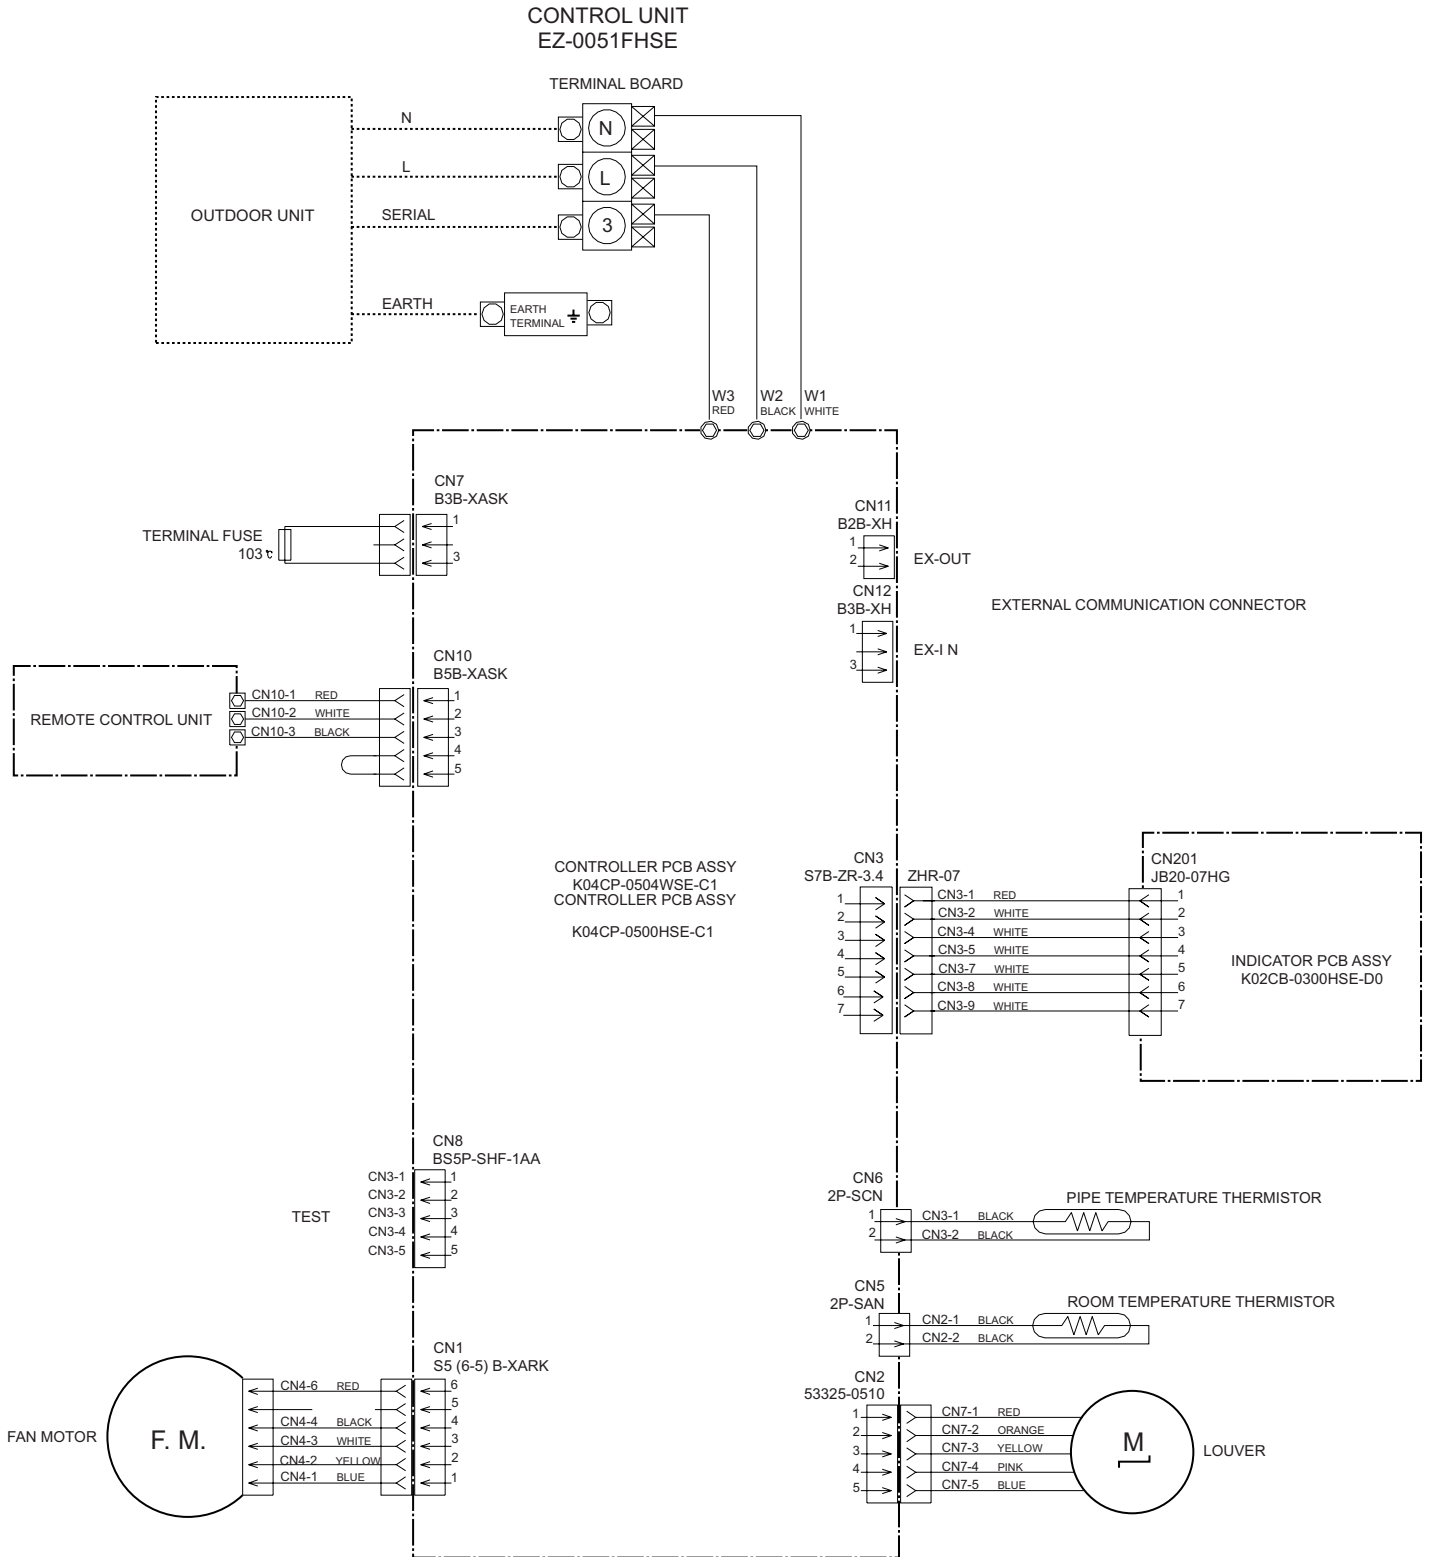 CONTROL UNIT
EZ-0051FHSE
TERMINAL BOARD
N
N
L
L
OUTDOOR UNIT
SERIAL
3
EARTH
EARTH
TERMINAL
W3
RED
W2
BLACK
W1
WHITE
CN7
B3B-XASK
1
3
TERMINAL FUSE
103℃
CN11
B2B-XH
1
2
EX-OUT
CN12
B3B-XH
1
3
EX-I N
EXTERNAL COMMUNICATION CONNECTOR
CN10
B5B-XASK
REMOTE CONTROL UNIT
CN10-1 RED 1
CN10-2 WHITE 2
CN10-3 BLACK 3
4
5
CONTROLLER PCB ASSY
K04CP-0504WSE-C1
CONTROLLER PCB ASSY
K04CP-0500HSE-C1
CN3
S7B-ZR-3.4
ZHR-07
CN201
JB20-07HG
1 CN3-1 RED 1
2 CN3-2 WHITE 2
3 CN3-4 WHITE 3
4 CN3-5 WHITE 4
5 CN3-7 WHITE 5
6 CN3-8 WHITE 6
7 CN3-9 WHITE 7
INDICATOR PCB ASSY
K02CB-0300HSE-D0
CN8
BS5P-SHF-1AA
TEST
CN3-1 1
CN3-2 2
CN3-3 3
CN3-4 4
CN3-5 5
CN6
2P-SCN
PIPE TEMPERATURE THERMISTOR
1 CN3-1 BLACK
2 CN3-2 BLACK
CN5
2P-SAN
ROOM TEMPERATURE THERMISTOR
1 CN2-1 BLACK
2 CN2-2 BLACK
CN1
S5 (6-5) B-XARK
FAN MOTOR
F. M.
CN4-6 RED 6
5
CN4-4 BLACK 4
CN4-3 WHITE 3
CN4-2 YELLOW 2
CN4-1 BLUE 1
CN2
53325-0510
1 CN7-1 RED
2 CN7-2 ORANGE
3 CN7-3 YELLOW
4 CN7-4 PINK
5 CN7-5 BLUE
M
LOUVER